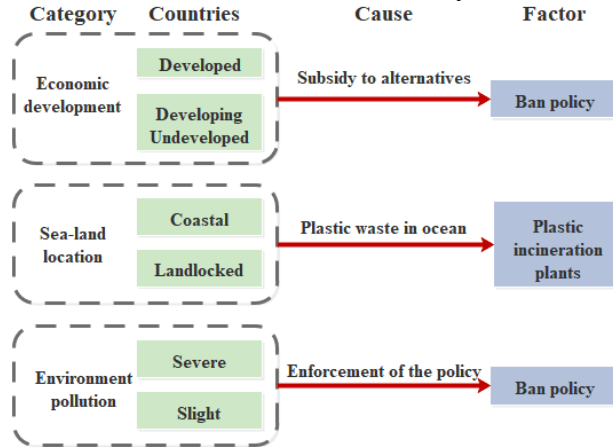 Category Countries Cause Factor
Economic
development
Developed
Developing
Undeveloped
Subsidy to alternatives
Ban policy
Sea-land
location
Coastal
Landlocked
Plastic waste in ocean
Plastic
incineration
plants
Environment
pollution
Severe
Slight
Enforcement of the policy
Ban policy